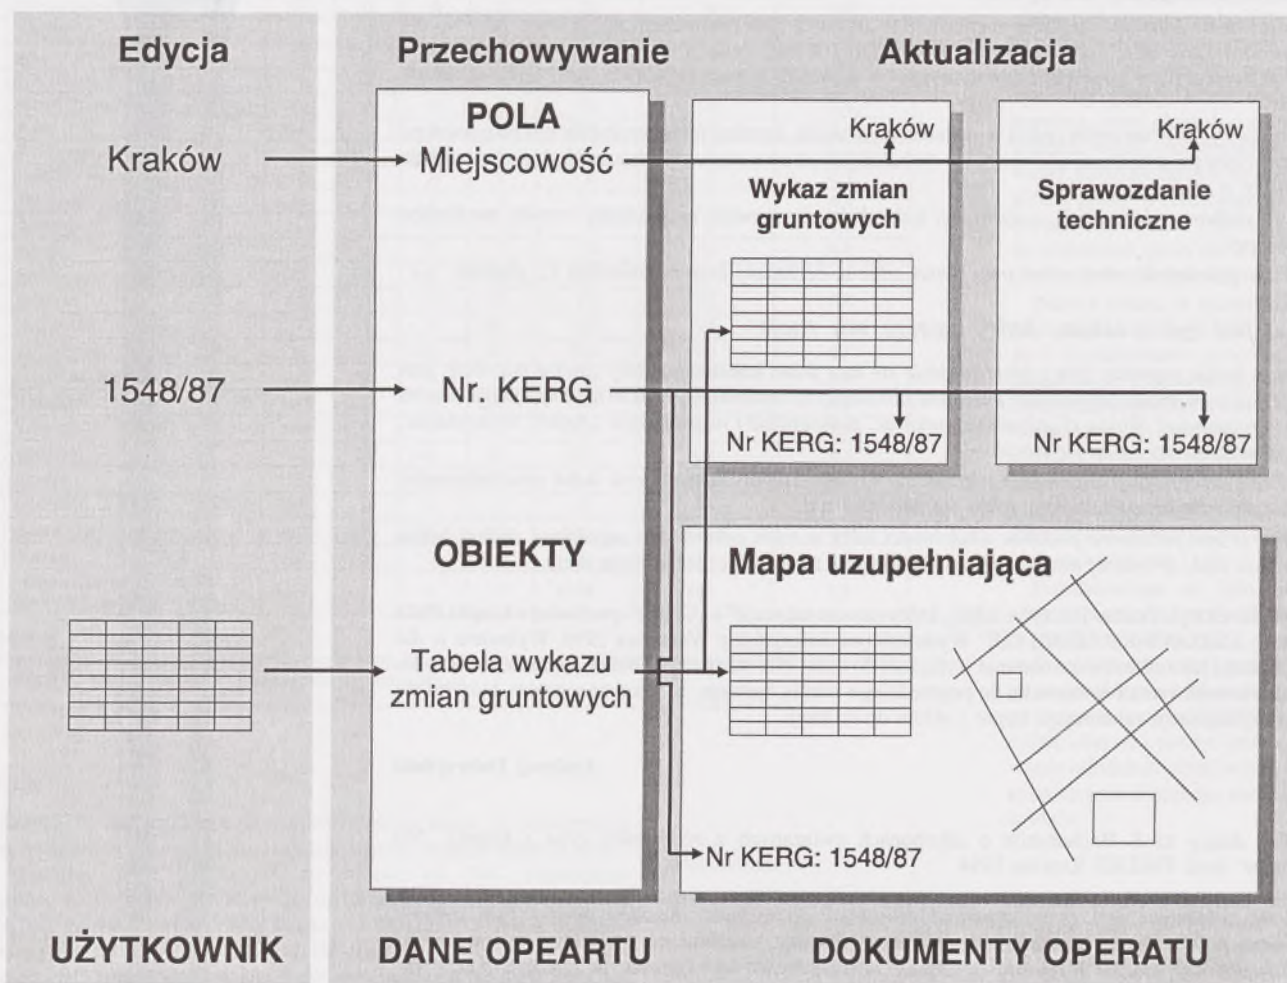 Edycja
Przechowywanie
Aktualizacja
POLA
Kraków
Miejscowość
Kraków
Kraków
Wykaz zmian
gruntowych
Sprawozdanie
techniczne
1548/87
Nr. KERG
Nr KERG: 1548/87
Nr KERG: 1548/87
OBIEKTY
Mapa uzupełniająca
Tabela wykazu
zmian gruntowych
Nr KERG: 1548/87
UŻYTKOWNIK
DANE OPEARTU
DOKUMENTY OPERATU